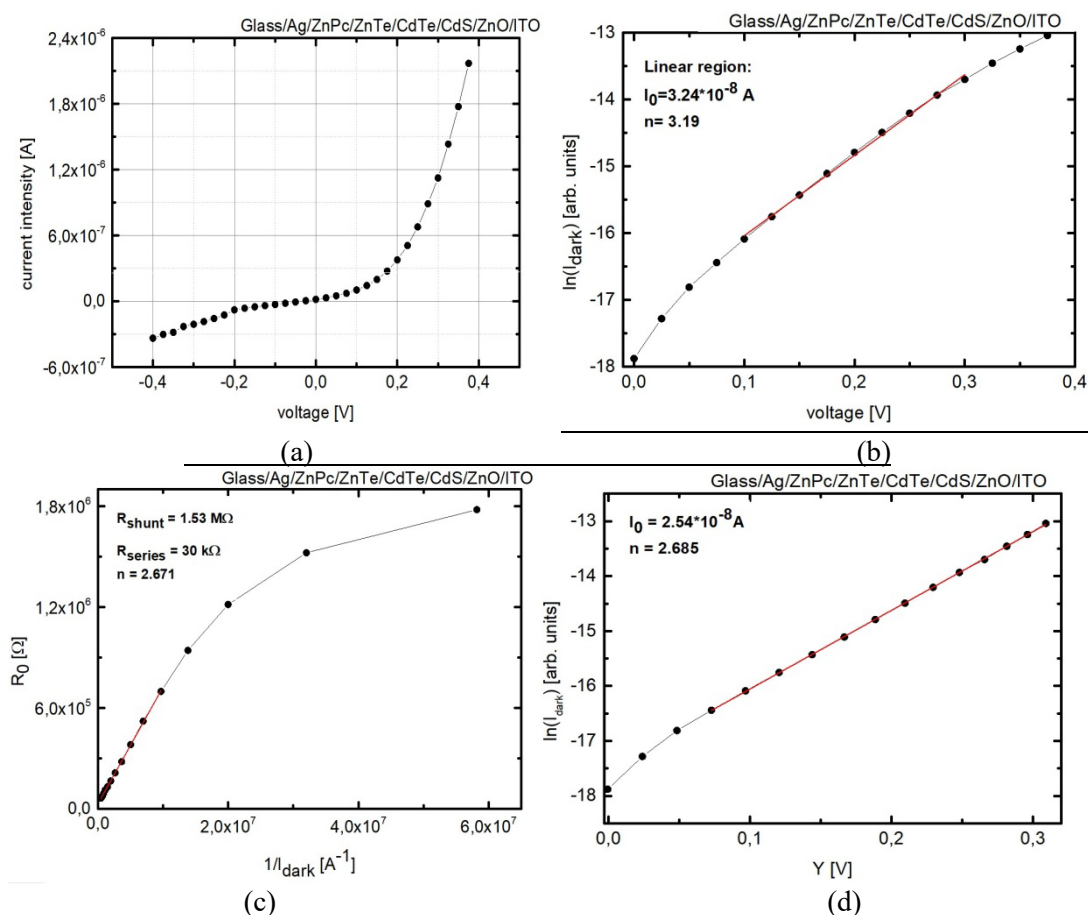 Glass/Ag/ZnPc/ZnTe/CdTe/CdS/ZnO/ITO
2,4x10⁻⁶
1,8x10⁻⁶
1,2x10⁻⁶
6,0x10⁻⁷
0,0
-6,0x10⁻⁷
current intensity [A]
-0,4 -0,2 0,0 0,2 0,4
voltage [V]
(a)
Glass/Ag/ZnPc/ZnTe/CdTe/CdS/ZnO/ITO
Linear region:
I₀=3.24*10⁻⁸ A
n= 3.19
-13
-14
-15
-16
-17
-18
ln(I_dark) [arb. units]
0,0 0,1 0,2 0,3 0,4
voltage [V]
(b)
Glass/Ag/ZnPc/ZnTe/CdTe/CdS/ZnO/ITO
R_shunt = 1.53 MΩ
R_series = 30 kΩ
n = 2.671
1,8x10⁶
1,2x10⁶
6,0x10⁵
0,0
R₀ [Ω]
0,0 2,0x10⁷ 4,0x10⁷ 6,0x10⁷
1/I_dark [A⁻¹]
(c)
Glass/Ag/ZnPc/ZnTe/CdTe/CdS/ZnO/ITO
I₀ = 2.54*10⁻⁸A
n = 2.685
-13
-14
-15
-16
-17
-18
ln(I_dark) [arb. units]
0,0 0,1 0,2 0,3
Y [V]
(d)